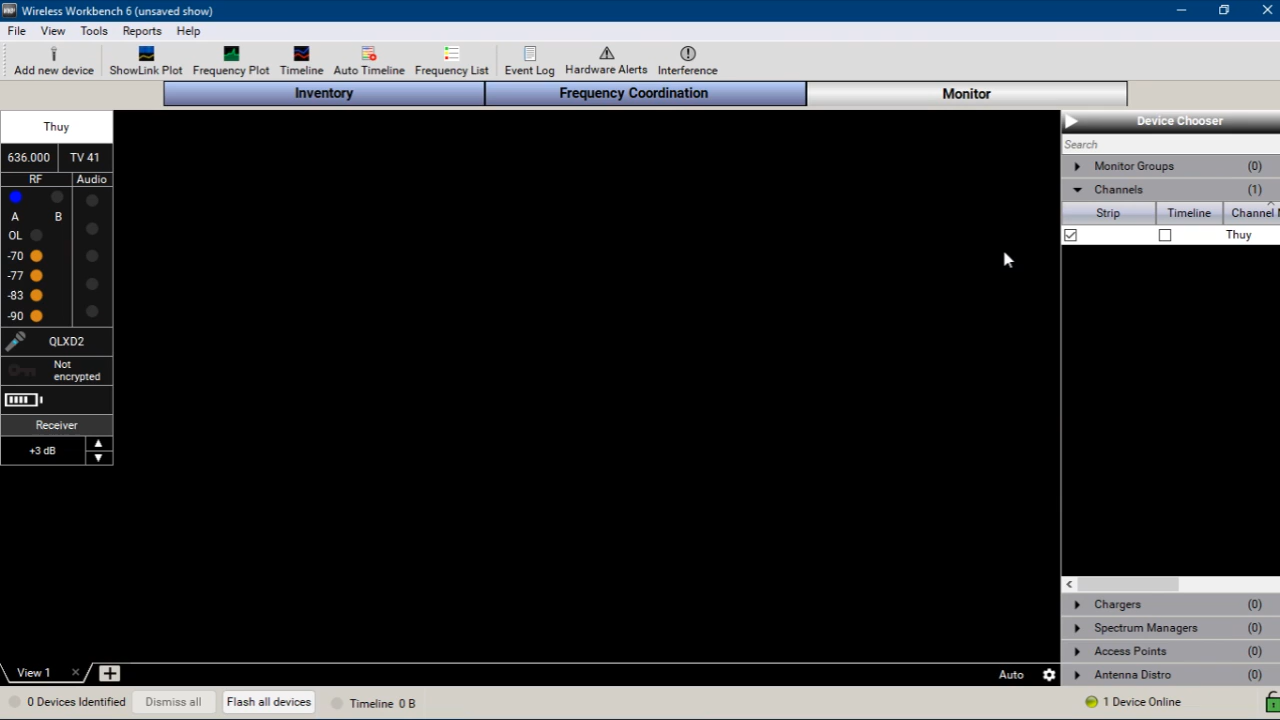 Wireless Workbench 6 (unsaved show)
File View Tools Reports Help
Add new device ShowLink Plot Frequency Plot Timeline Auto Timeline Frequency List Event Log Hardware Alerts Interference
Inventory Frequency Coordination Monitor
Thuy
636.000 TV 41
RF Audio
A B
OL
-70
-77
-83
-90
QLXD2
Not
encrypted
Receiver
+3 dB
Device Chooser
Search
Monitor Groups (0)
Channels (1)
Strip Timeline Channel
Thuy
Chargers (0)
Spectrum Managers (0)
Access Points (0)
Antenna Distro (0)
View 1 Auto
0 Devices Identified Dismiss all Flash all devices Timeline 0 B 1 Device Online